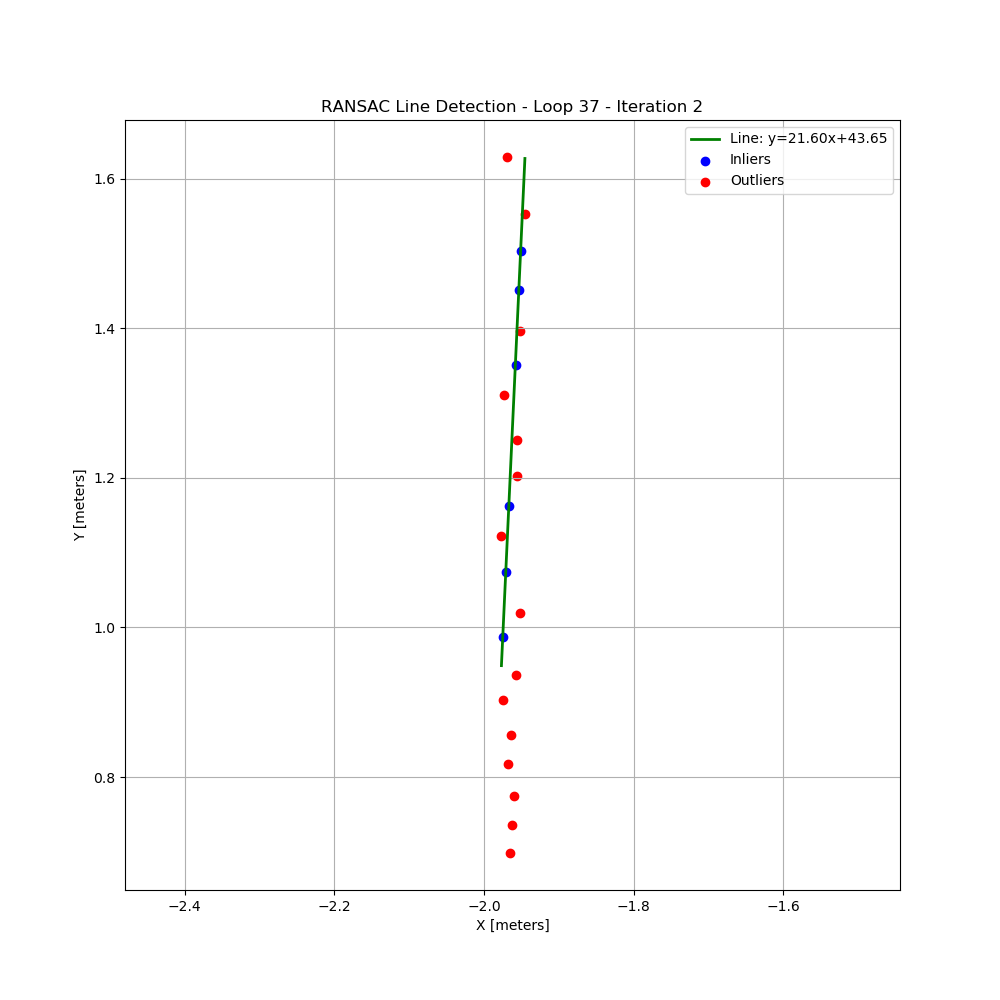 RANSAC Line Detection - Loop 37 - Iteration 2
Line: y=21.60x+43.65
Inliers
Outliers
Y [meters]
1.6
1.4
1.2
1.0
0.8
−2.4
−2.2
−2.0
−1.8
−1.6
X [meters]